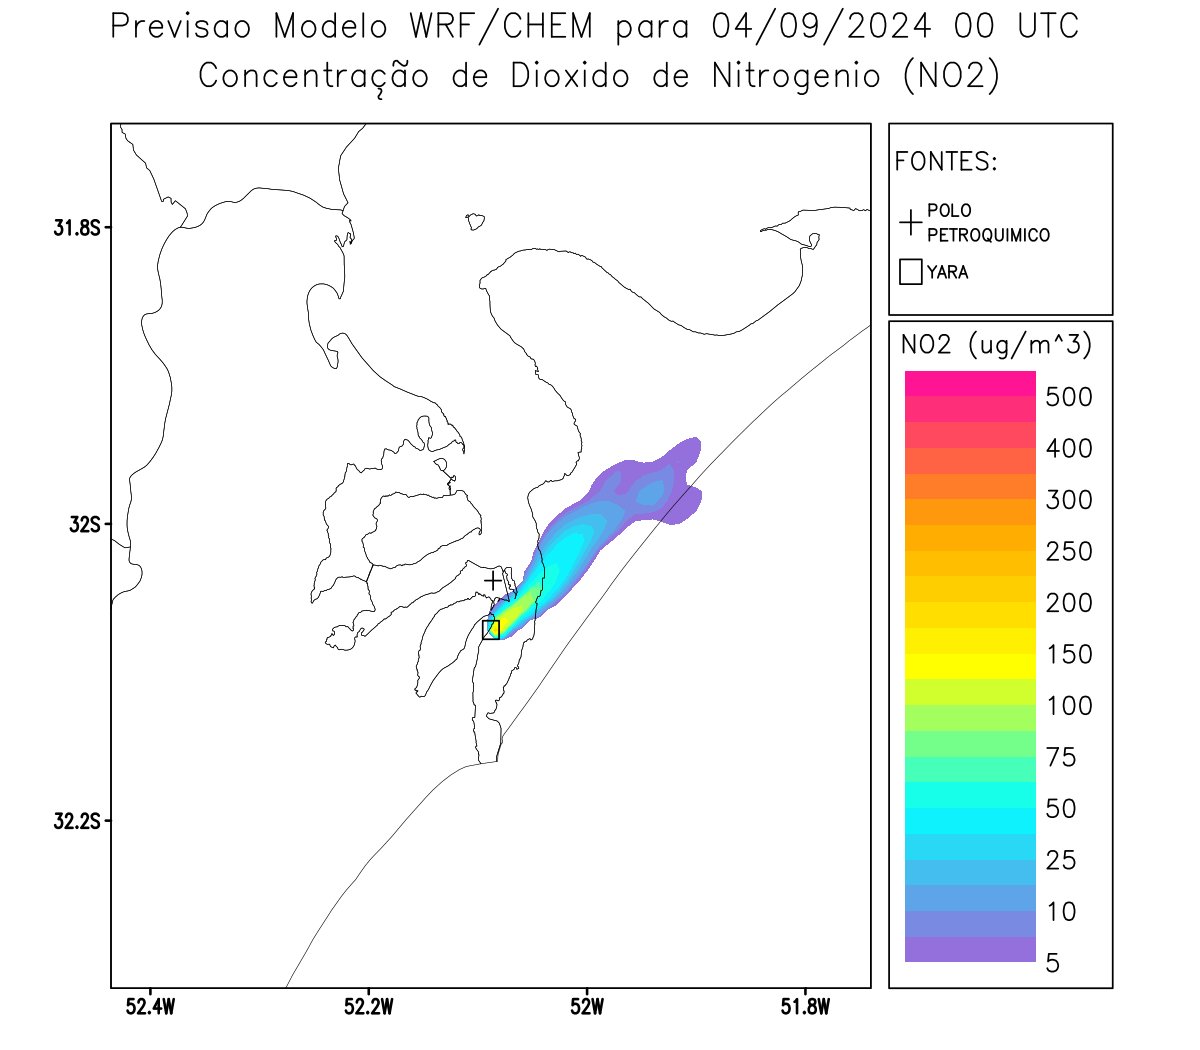 Previsao Modelo WRF/CHEM para 04/09/2024 00 UTC
Concentração de Dioxido de Nitrogenio (NO2)
FONTES:
POLO
PETROQUIMICO
YARA
NO2 (ug/m^3)
500
400
300
250
200
150
100
75
50
25
10
5
31.8S
32S
32.2S
52.4W
52.2W
52W
51.8W